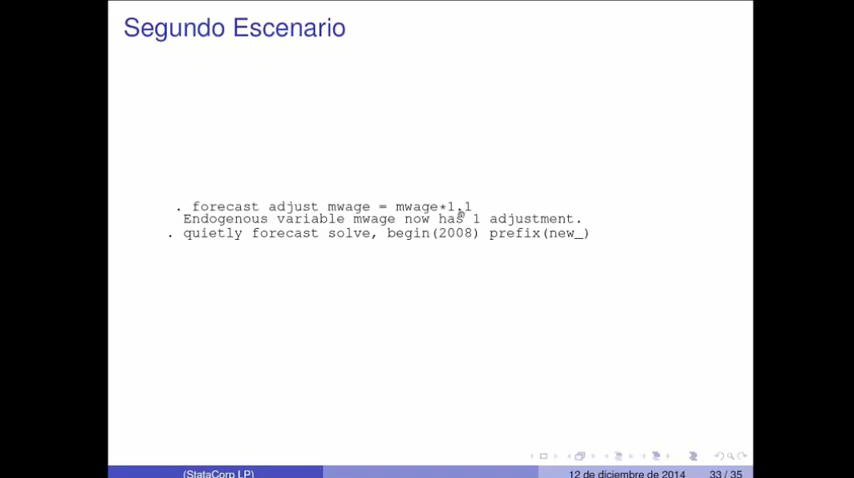 Segundo Escenario
. forecast adjust mwage = mwage*1.1
Endogenous variable mwage now has 1 adjustment.
. quietly forecast solve, begin(2008) prefix(new_)
(StataCorp LP)
12 de diciembre de 2014
33 / 35